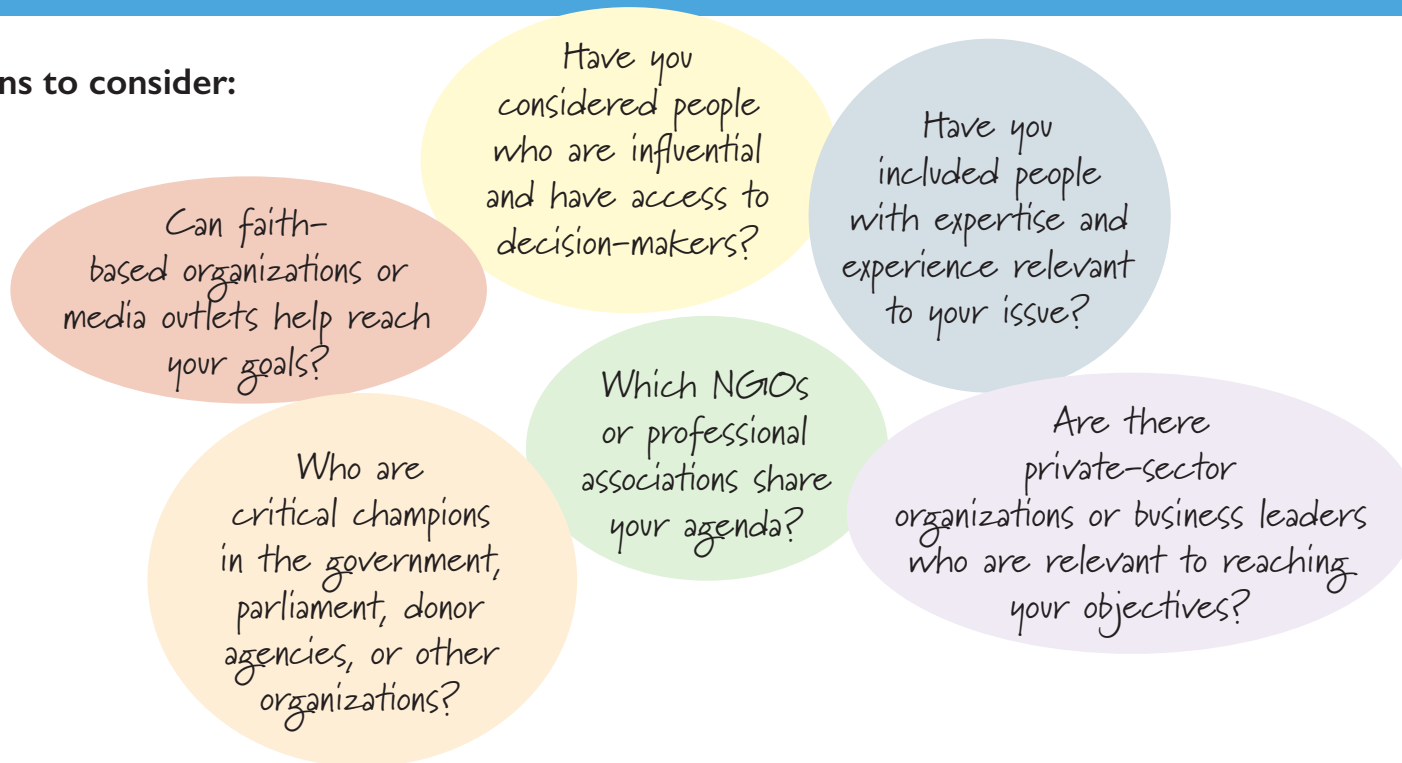 ns to consider:
Have you
considered people
who are influential
and have access to
decision-makers?
Have you
included people
with expertise and
experience relevant
to your issue?
Can faith-
based organizations or
media outlets help reach
your goals?
Which NGOs
or professional
associations share
your agenda?
Are there
private-sector
organizations or business leaders
who are relevant to reaching
your objectives?
Who are
critical champions
in the government,
parliament, donor
agencies, or other
organizations?